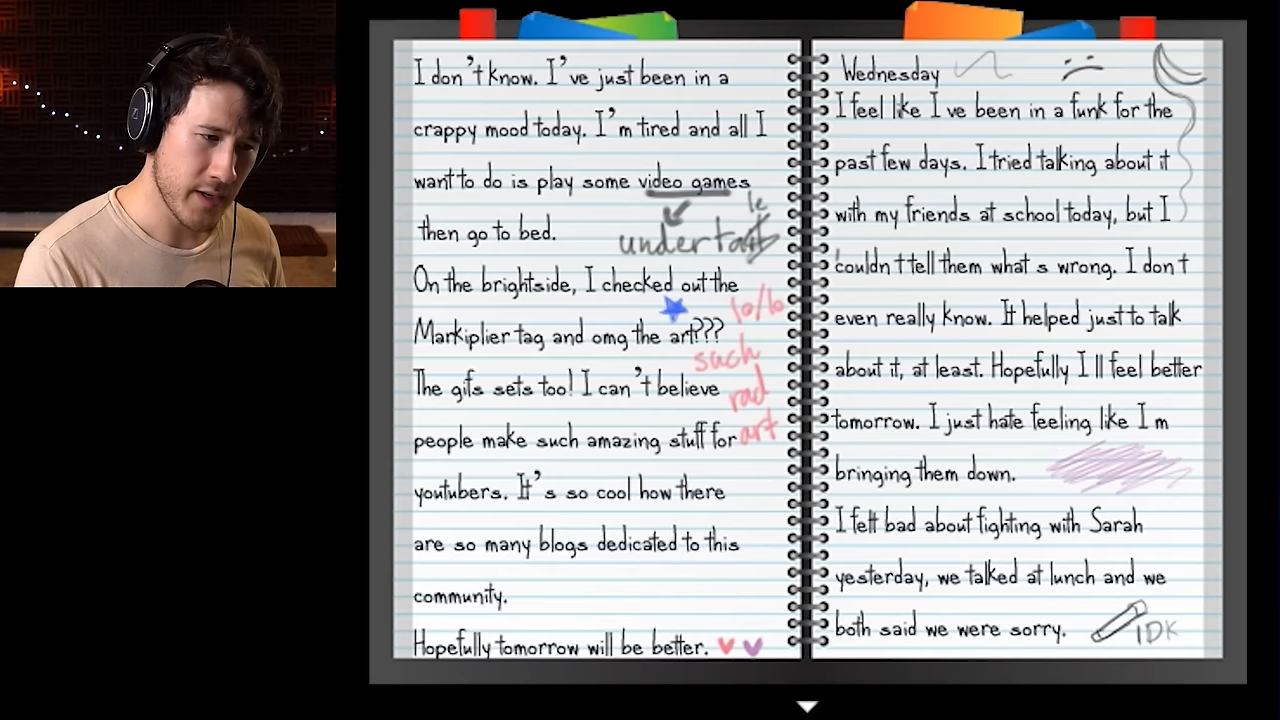 I don't know. I've just been in a
crappy mood today. I'm tired and all I
want to do is play some video games
then go to bed.
undertale
On the brightside, I checked out the
Markiplier tag and omg the art???
The gifs sets too! I can't believe
people make such amazing stuff for
youtubers. It's so cool how there
are so many blogs dedicated to this
community.
Hopefully tomorrow will be better.
10/10
such
rad
art
Wednesday
I feel like I ve been in a funk for the
past few days. I tried talking about it
with my friends at school today, but I
couldn t tell them what s wrong. I don t
even really know. It helped just to talk
about it, at least. Hopefully I ll feel better
tomorrow. I just hate feeling like I m
bringing them down.
I felt bad about fighting with Sarah
yesterday, we talked at lunch and we
both said we were sorry.
IDK